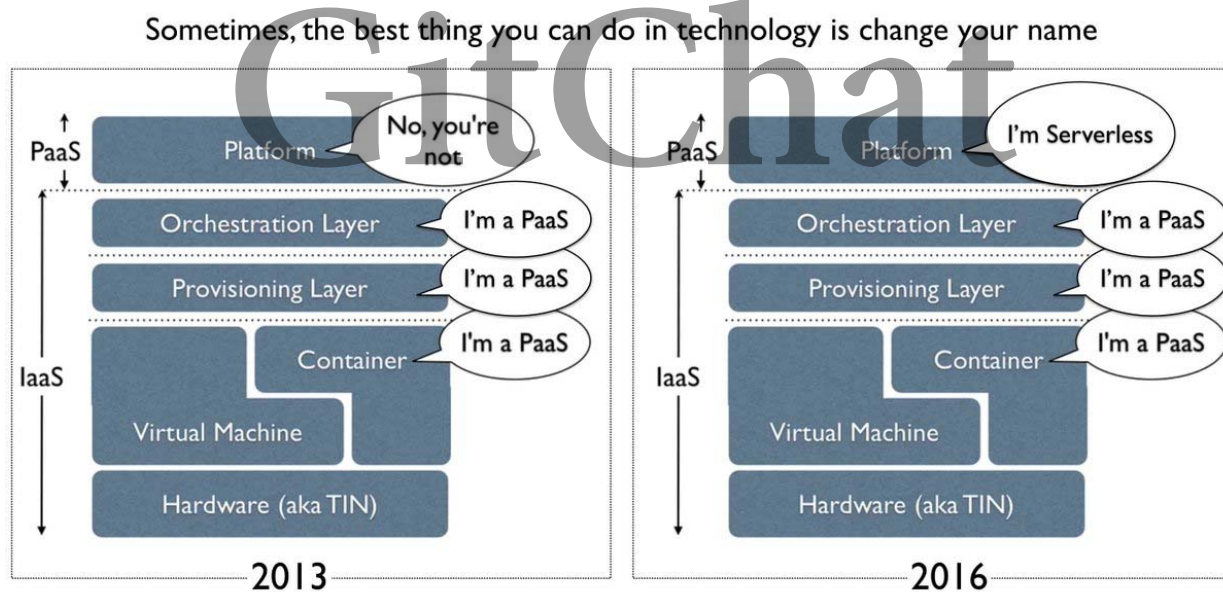 Sometimes, the best thing you can do in technology is change your name
GitChat
PaaS
Platform
No, you're
not
Orchestration Layer
I'm a PaaS
Provisioning Layer
I'm a PaaS
IaaS
Container
I'm a PaaS
Virtual Machine
Hardware (aka TIN)
2013
PaaS
Platform
I'm Serverless
Orchestration Layer
I'm a PaaS
Provisioning Layer
I'm a PaaS
IaaS
Container
I'm a PaaS
Virtual Machine
Hardware (aka TIN)
2016